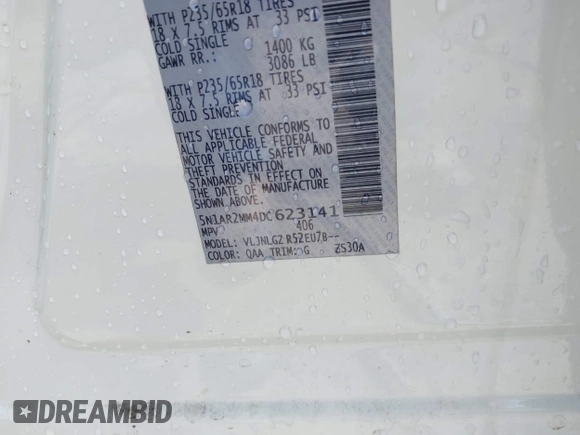 WITH P235/65R18 TIRES
18 X 7.5 RIMS AT 33 PSI
COLD SINGLE
GAWR RR.: 1400 KG
3086 LB
WITH P235/65R18 TIRES
18 X 7.5 RIMS AT 33 PSI
COLD SINGLE
THIS VEHICLE CONFORMS TO
ALL APPLICABLE FEDERAL
MOTOR VEHICLE SAFETY AND
THEFT PREVENTION
STANDARDS IN EFFECT ON
THE DATE OF MANUFACTURE
SHOWN ABOVE.
5N1AR2MM4DC623141
MPV 406
MODEL: VLJNLGZ R52EU7B--
COLOR: QAA TRIM: G ZS30A
DREAMBID